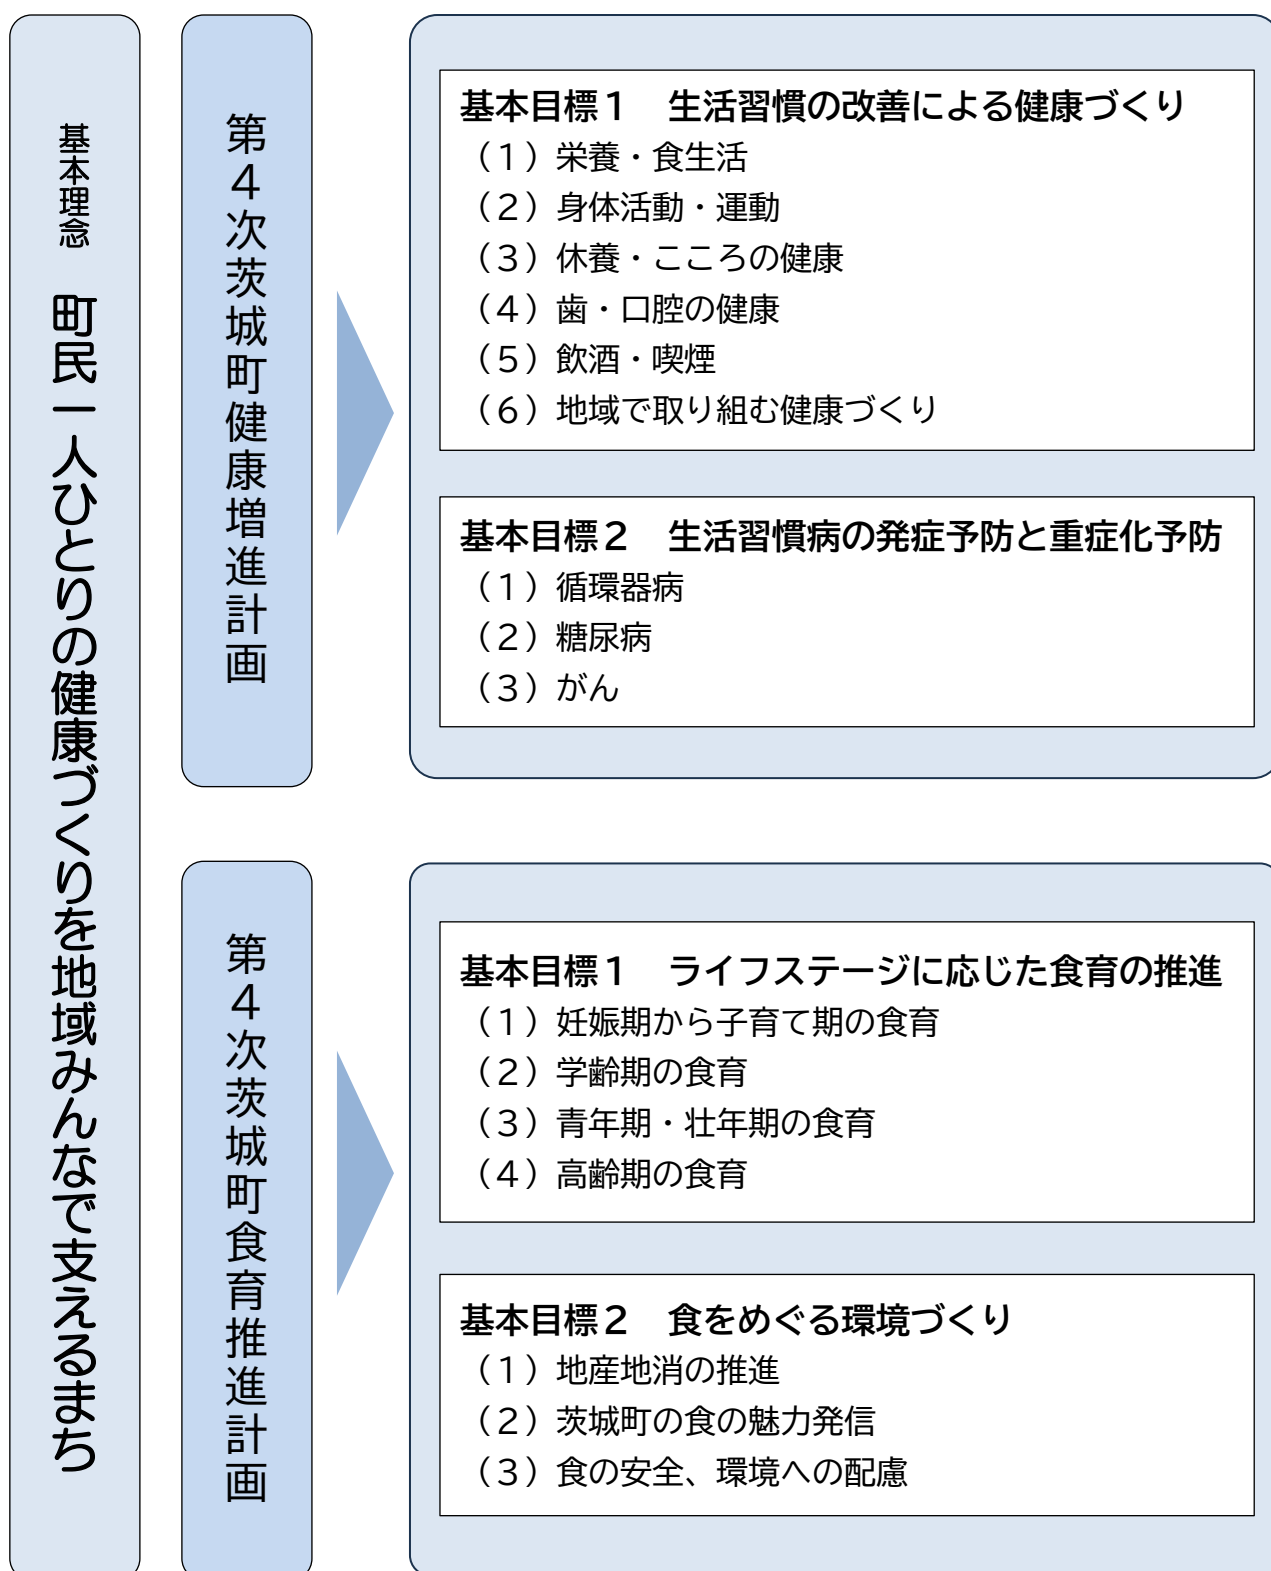 基本理念　町民一人ひとりの健康づくりを地域みんなで支えるまち
第４次茨城町健康増進計画
基本目標１　生活習慣の改善による健康づくり
（１）栄養・食生活
（２）身体活動・運動
（３）休養・こころの健康
（４）歯・口腔の健康
（５）飲酒・喫煙
（６）地域で取り組む健康づくり
基本目標２　生活習慣病の発症予防と重症化予防
（１）循環器病
（２）糖尿病
（３）がん
第４次茨城町食育推進計画
基本目標１　ライフステージに応じた食育の推進
（１）妊娠期から子育て期の食育
（２）学齢期の食育
（３）青年期・壮年期の食育
（４）高齢期の食育
基本目標２　食をめぐる環境づくり
（１）地産地消の推進
（２）茨城町の食の魅力発信
（３）食の安全、環境への配慮